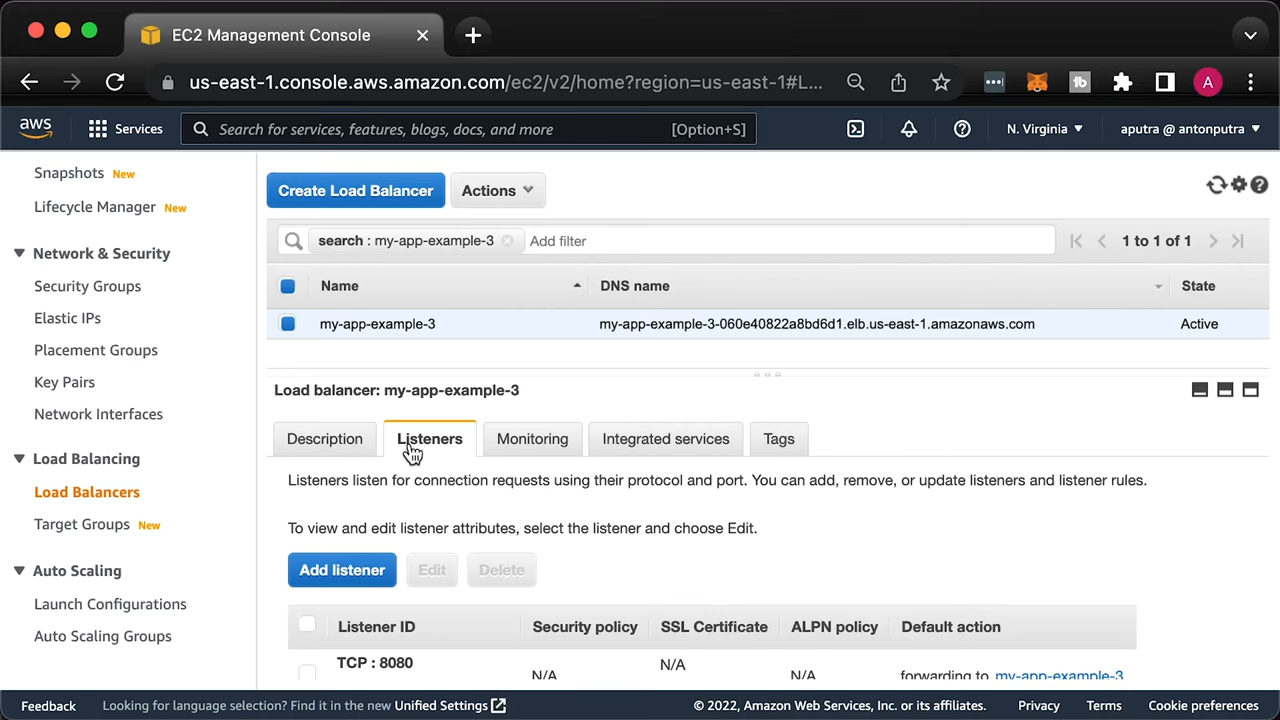 EC2 Management Console
us-east-1.console.aws.amazon.com/ec2/v2/home?region=us-east-1#L...
A
aws
Services
Search for services, features, blogs, docs, and more
[Option+S]
N. Virginia
aputra @ antonputra
Snapshots New
Lifecycle Manager New
Network & Security
Security Groups
Elastic IPs
Placement Groups
Key Pairs
Network Interfaces
Load Balancing
Load Balancers
Target Groups New
Auto Scaling
Launch Configurations
Auto Scaling Groups
Create Load Balancer
Actions
search : my-app-example-3
Add filter
1 to 1 of 1
Name
DNS name
State
my-app-example-3
my-app-example-3-060e40822a8bd6d1.elb.us-east-1.amazonaws.com
Active
Load balancer: my-app-example-3
Description
Listeners
Monitoring
Integrated services
Tags
Listeners listen for connection requests using their protocol and port. You can add, remove, or update listeners and listener rules.
To view and edit listener attributes, select the listener and choose Edit.
Add listener
Edit
Delete
Listener ID
Security policy
SSL Certificate
ALPN policy
Default action
TCP : 8080
N/A
N/A
N/A
forwarding to my-app-example-3
Feedback
Looking for language selection? Find it in the new Unified Settings
© 2022, Amazon Web Services, Inc. or its affiliates.
Privacy
Terms
Cookie preferences